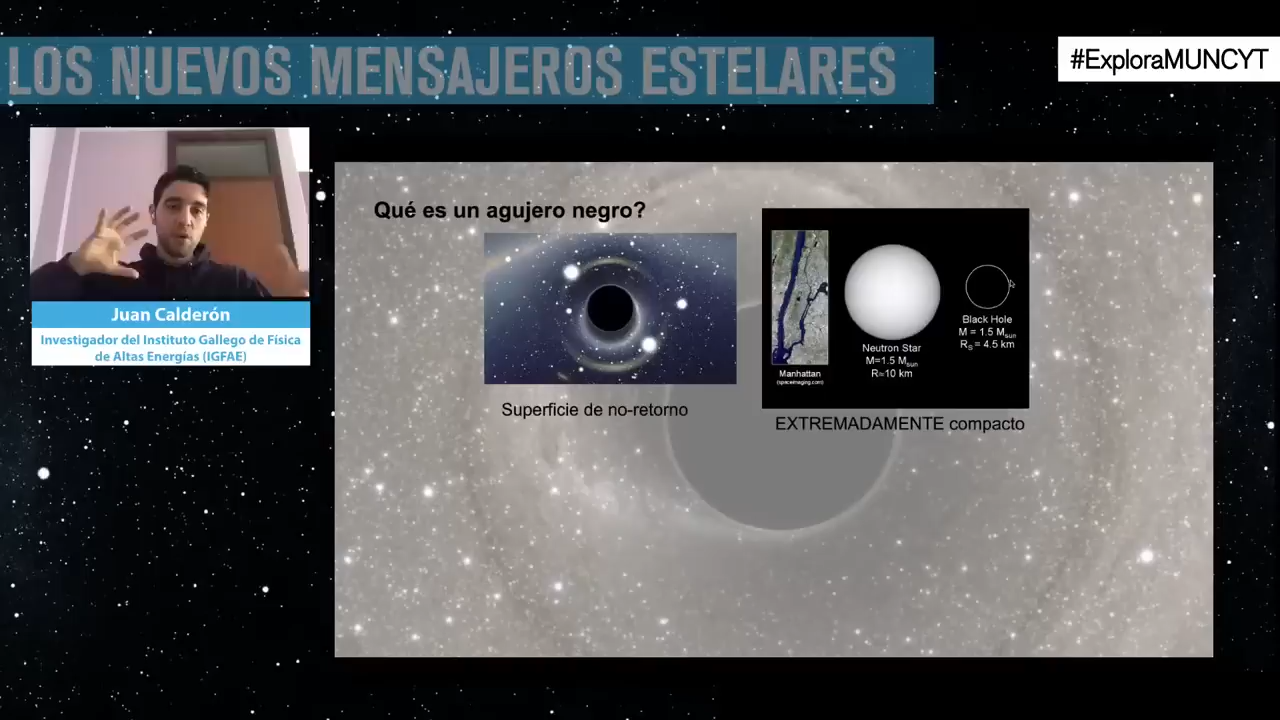 LOS NUEVOS MENSAJEROS ESTELARES
#ExploraMUNCYT
Juan Calderón
Investigador del Instituto Gallego de Física
de Altas Energías (IGFAE)
Qué es un agujero negro?
Superficie de no-retorno
Manhattan
(spaceimaging.com)
Neutron Star
M=1.5 Msun
R=10 km
Black Hole
M = 1.5 Msun
RS = 4.5 km
EXTREMADAMENTE compacto